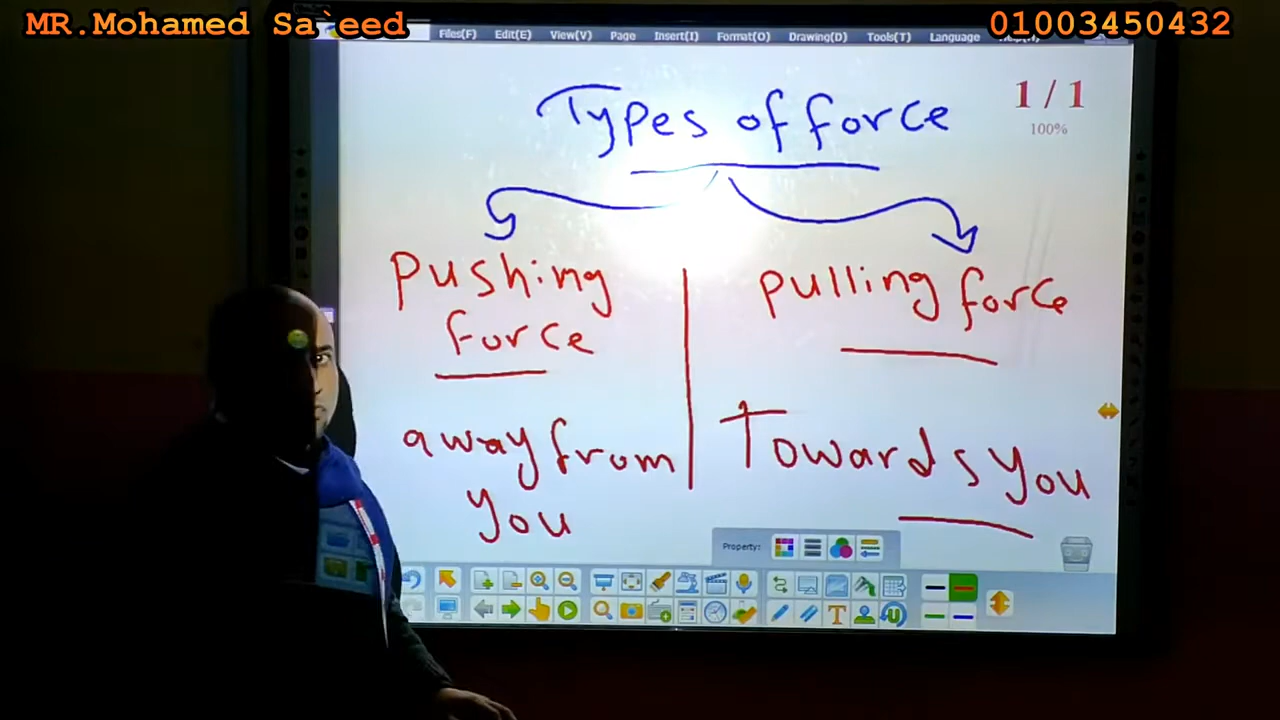 MR.Mohamed Sa`eed
01003450432
Files(F) Edit(E) View(V) Page Insert(I) Format(O) Drawing(D) Tools(T) Language Help(H)
1 / 1
100%
Types of force
pushing force
pulling force
away from you
Towards you
Property: